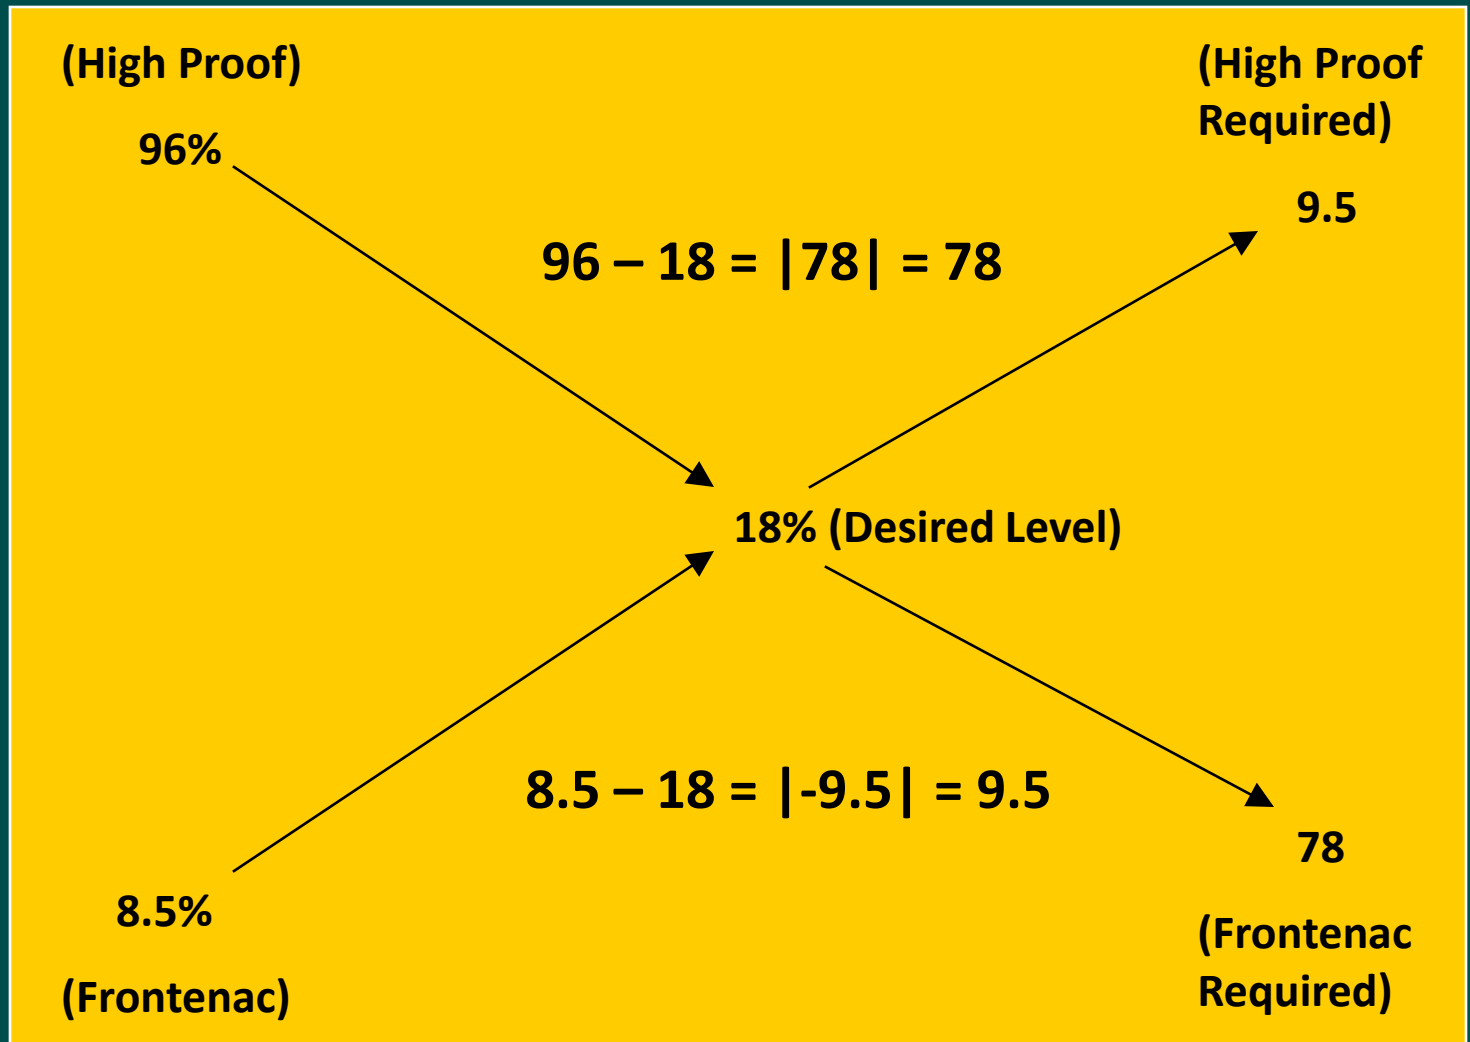 (High Proof)
96%
(High Proof
Required)
9.5
96 – 18 = |78| = 78
18% (Desired Level)
8.5 – 18 = |-9.5| = 9.5
8.5%
(Frontenac)
78
(Frontenac
Required)